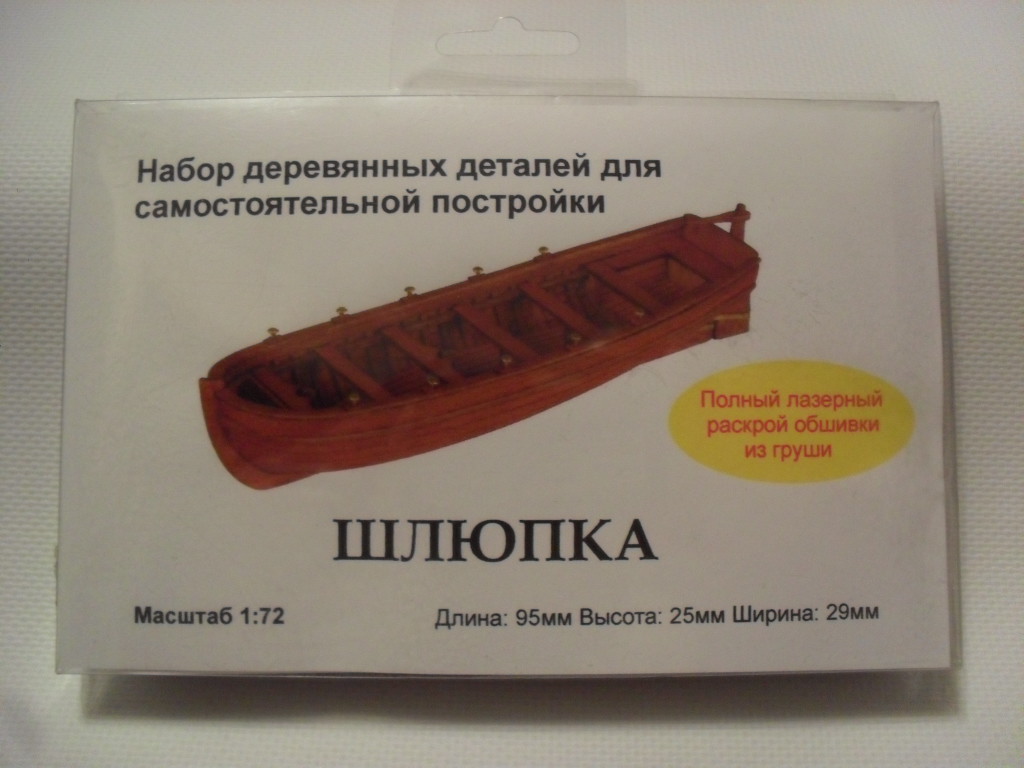 Набор деревянных деталей для
самостоятельной постройки
Полный лазерный
раскрой обшивки
из груши
ШЛЮПКА
Масштаб 1:72
Длина: 95мм Высота: 25мм Ширина: 29мм